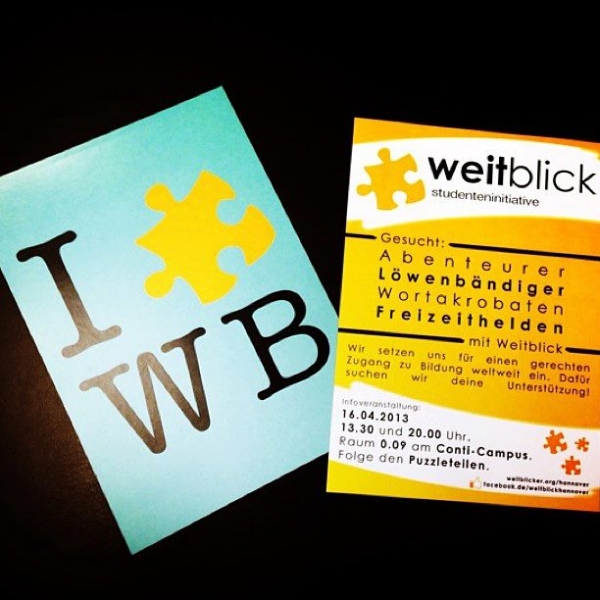 I
WB
weitblick
studenteninitiative
Gesucht:
Abenteurer
Löwenbändiger
Wortakrobaten
Freizeithelden
mit Weitblick
Wir setzen uns für einen gerechten
Zugang zu Bildung weltweit ein. Dafür
suchen wir deine Unterstützung!
Infoveranstaltung:
16.04.2013
13.30 und 20.00 Uhr.
Raum 0.09 am Conti-Campus.
Folge den Puzzleteilen.
weitblicker.org/hannover
facebook.de/weitblickhannover